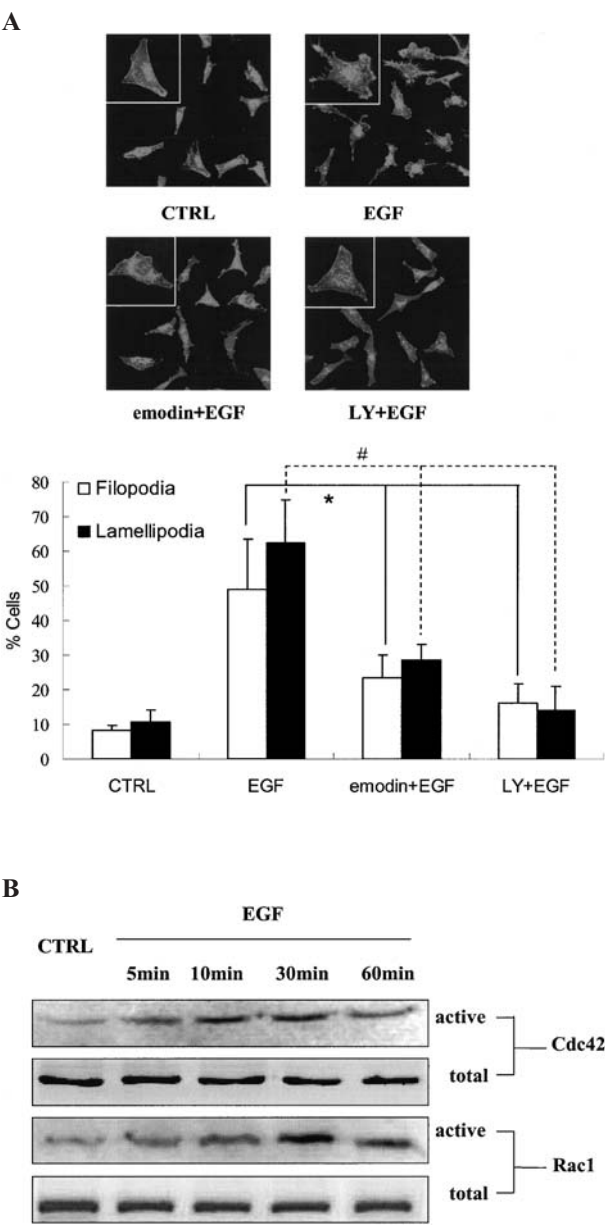 A
CTRL EGF
emodin+EGF LY+EGF
#
*
80
70
60
50
40
30
20
10
0
% Cells
Filopodia
Lamellipodia
CTRL EGF emodin+EGF LY+EGF
B
EGF
CTRL
5min 10min 30min 60min
active
Cdc42
total
active
Rac1
total